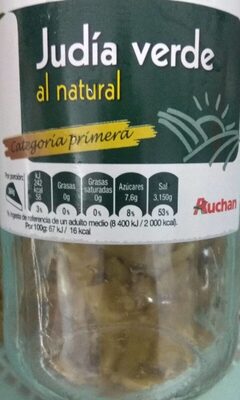 Judía verde
al natural
Categoría primera
Por porción:
kJ
242
kcal
58
3%
Grasas
0g
0%
Grasas
saturadas
0g
0%
Azúcares
7,6g
8%
Sal
3,150g
53%
% ingesta de referencia de un adulto medio (8 400 kJ / 2 000 kcal).
Por 100g: 67 kJ / 16 kcal
Auchan